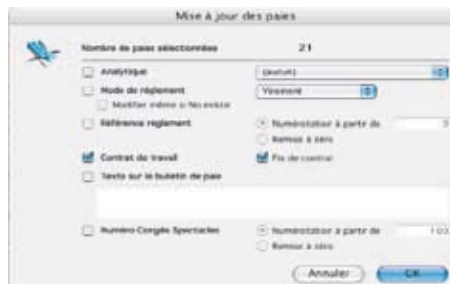 Mise à jour des paies
Nombre de paies sélectionnées 21
Analytique (aucun)
Mode de règlement Virement
Modifier même si No existe
Référence règlement Numérotation à partir de
Remise à zéro
Contrat de travail Fin de contrat
Texte sur le bulletin de paie
Numéro Congés Spectacles Numérotation à partir de 100
Remise à zéro
Annuler OK